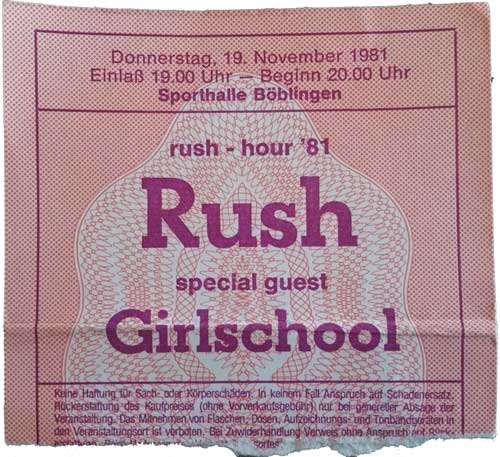 Donnerstag, 19. November 1981
Einlaß 19.00 Uhr — Beginn 20.00 Uhr
Sporthalle Böblingen
rush - hour '81
Rush
special guest
Girlschool
Keine Haftung für Sach- oder Körperschäden. In keinem Fall Anspruch auf Schadenersatz.
Rückerstattung des Kaufpreises (ohne Vorverkaufsgebühr) nur bei genereller Absage der
Veranstaltung. Das Mitnehmen von Flaschen, Dosen, Aufzeichnungs- und Tonbandgeräten in
den Veranstaltungsort ist verboten. Bei Zuwiderhandlung Verweis ohne Anspruch auf